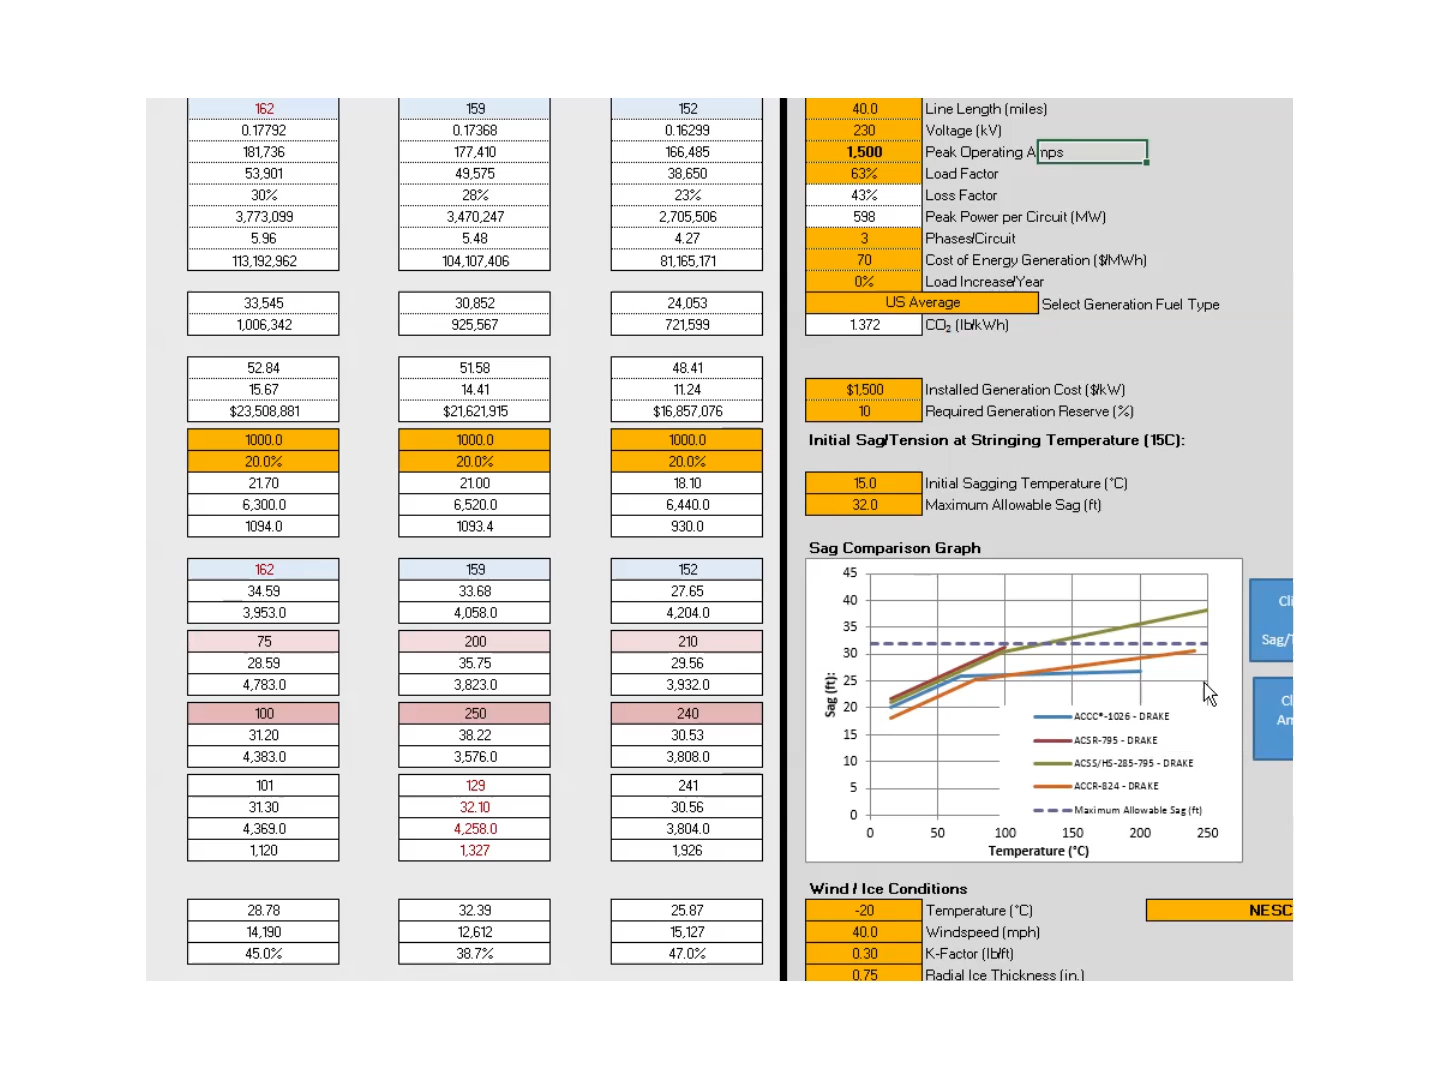 162 159 152
0.17792 0.17368 0.16299
181,736 177,410 166,485
53,901 49,575 38,650
30% 28% 23%
3,773,099 3,470,247 2,705,506
5.96 5.48 4.27
113,192,962 104,107,406 81,165,171
33,545 30,852 24,053
1,006,342 925,567 721,599
52.84 51.58 48.41
15.67 14.41 11.24
$23,508,881 $21,621,915 $16,857,076
1000.0 1000.0 1000.0
20.0% 20.0% 20.0%
21.70 21.00 18.10
6,300.0 6,520.0 6,440.0
1094.0 1093.4 930.0
162 159 152
34.59 33.68 27.65
3,953.0 4,058.0 4,204.0
75 200 210
28.59 35.75 29.56
4,783.0 3,823.0 3,932.0
100 250 240
31.20 38.22 30.53
4,383.0 3,576.0 3,808.0
101 129 241
31.30 32.10 30.56
4,369.0 4,258.0 3,804.0
1,120 1,327 1,926
28.78 32.39 25.87
14,190 12,612 15,127
45.0% 38.7% 47.0%
40.0 Line Length (miles)
230 Voltage (kV)
1,500 Peak Operating Amps
63% Load Factor
43% Loss Factor
598 Peak Power per Circuit (MW)
3 Phases/Circuit
70 Cost of Energy Generation ($/MWh)
0% Load Increase/Year
US Average Select Generation Fuel Type
1.372 CO₂ (lb/kWh)
$1,500 Installed Generation Cost ($/kW)
10 Required Generation Reserve (%)
Initial Sag/Tension at Stringing Temperature (15C):
15.0 Initial Sagging Temperature (°C)
32.0 Maximum Allowable Sag (ft)
Sag Comparison Graph
45
40
35
30
25
20
15
10
5
0
Sag (ft):
ACCC®-1026 - DRAKE
ACSR-795 - DRAKE
ACSS/HS-285-795 - DRAKE
ACCR-824 - DRAKE
Maximum Allowable Sag (ft)
0 50 100 150 200 250
Temperature (°C)
Cli
Sag/T
Cl
Am
Wind / Ice Conditions
-20 Temperature (°C) NESC
40.0 Windspeed (mph)
0.30 K-Factor (lb/ft)
0.75 Radial Ice Thickness (in.)